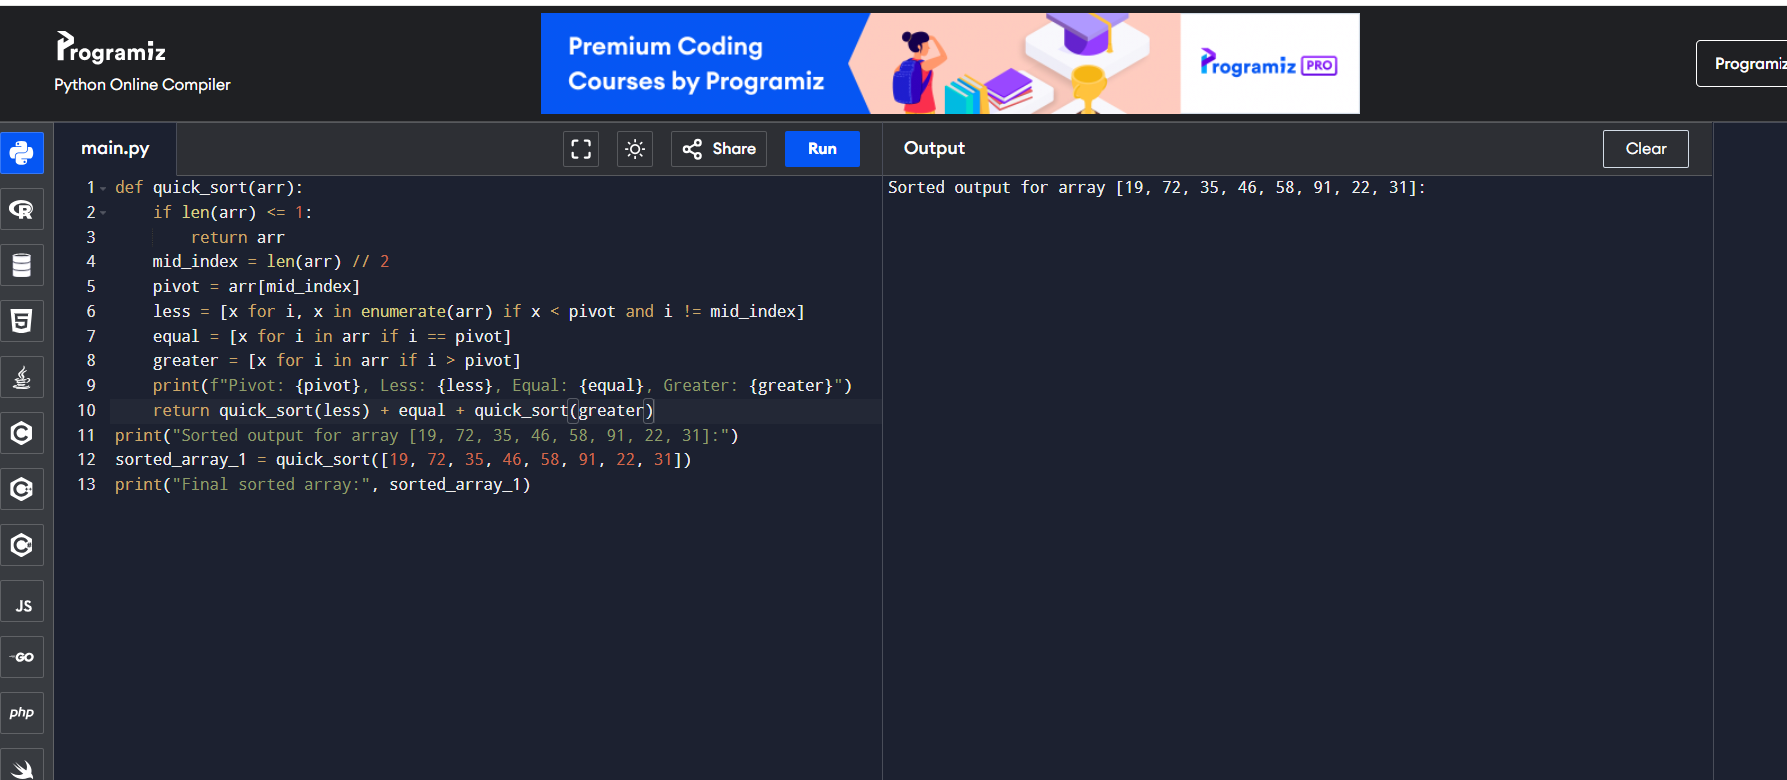 Programiz
Python Online Compiler
Premium Coding
Courses by Programiz
Programiz PRO
Programiz
main.py
Share
Run
Output
Clear
1 def quick_sort(arr):
2     if len(arr) <= 1:
3         return arr
4     mid_index = len(arr) // 2
5     pivot = arr[mid_index]
6     less = [x for i, x in enumerate(arr) if x < pivot and i != mid_index]
7     equal = [x for i in arr if i == pivot]
8     greater = [x for i in arr if i > pivot]
9     print(f"Pivot: {pivot}, Less: {less}, Equal: {equal}, Greater: {greater}")
10     return quick_sort(less) + equal + quick_sort(greater)
11 print("Sorted output for array [19, 72, 35, 46, 58, 91, 22, 31]:")
12 sorted_array_1 = quick_sort([19, 72, 35, 46, 58, 91, 22, 31])
13 print("Final sorted array:", sorted_array_1)
Sorted output for array [19, 72, 35, 46, 58, 91, 22, 31]:
R
5
C
C
C
JS
GO
php